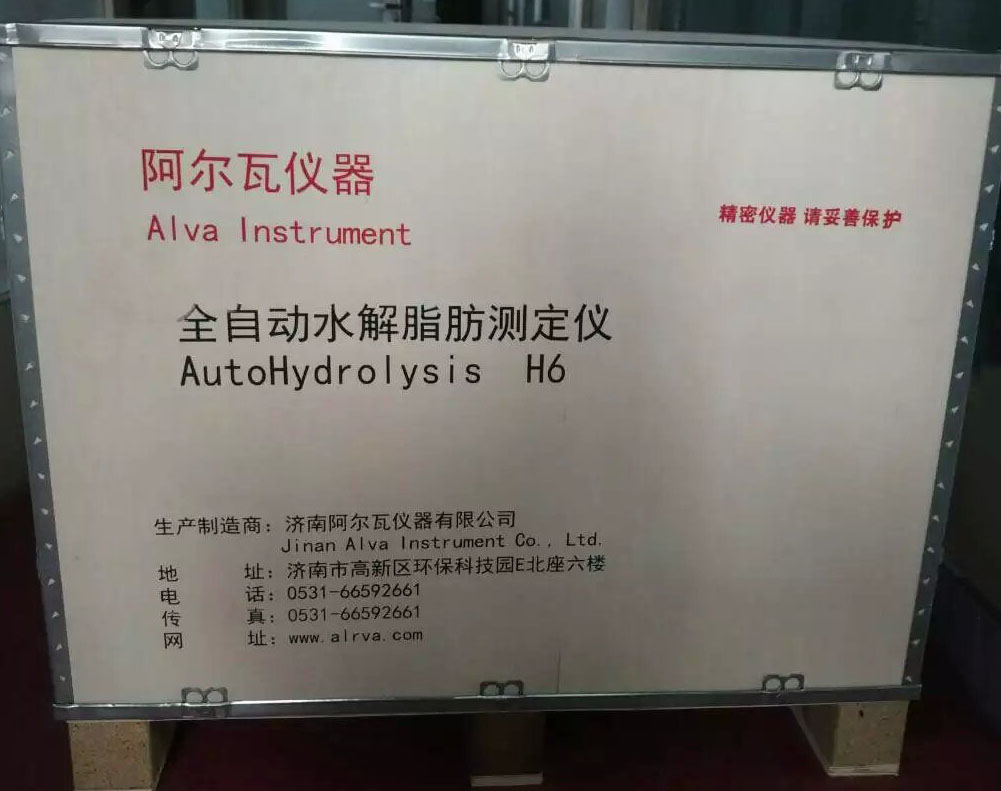 阿尔瓦仪器
Alva Instrument
精密仪器 请妥善保护
全自动水解脂肪测定仪
AutoHydrolysis H6
生产制造商：济南阿尔瓦仪器有限公司
Jinan Alva Instrument Co., Ltd.
地 址：济南市高新区环保科技园E北座六楼
电 话：0531-66592661
传 真：0531-66592661
网 址：www.alrva.com